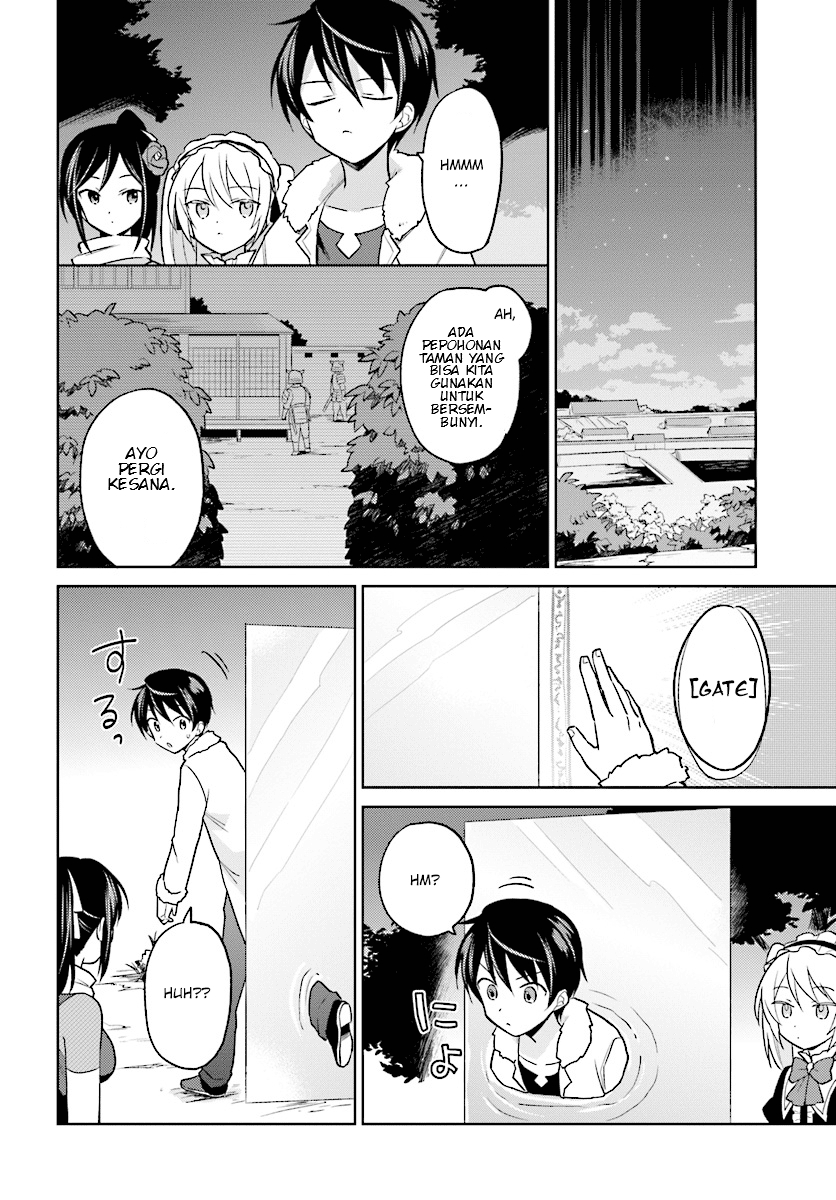 HMMM
...
AH,
ADA
PEPOHONAN
TAMAN YANG
BISA KITA
GUNAKAN
UNTUK
BERSEM-
BUNYI.
AYO
PERGI
KESANA.
[GATE]
HM?
にょ
するっ
HUH??